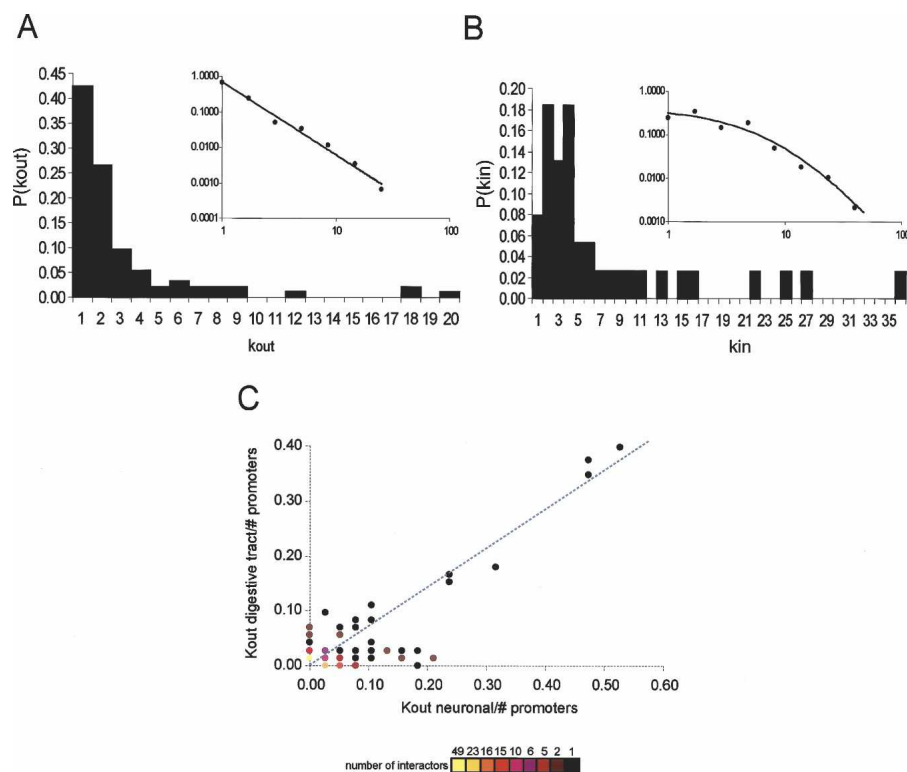 A
0.45
0.40
0.35
0.30
0.25
0.20
0.15
0.10
0.05
0.00
P(kout)
1.0000
0.1000
0.0100
0.0010
0.0001
1 10 100
1 2 3 4 5 6 7 8 9 10 11 12 13 14 15 16 17 18 19 20
kout
B
0.20
0.18
0.16
0.14
0.12
0.10
0.08
0.06
0.04
0.02
0.00
P(kin)
1.0000
0.1000
0.0100
0.0010
1 10 100
1 3 5 7 9 11 13 15 17 19 21 23 25 27 29 31 33 35
kin
C
0.40
0.30
0.20
0.10
0.00
Kout digestive tract/# promoters
0.00 0.10 0.20 0.30 0.40 0.50 0.60
Kout neuronal/# promoters
49 23 16 15 10 6 5 2 1
number of interactors